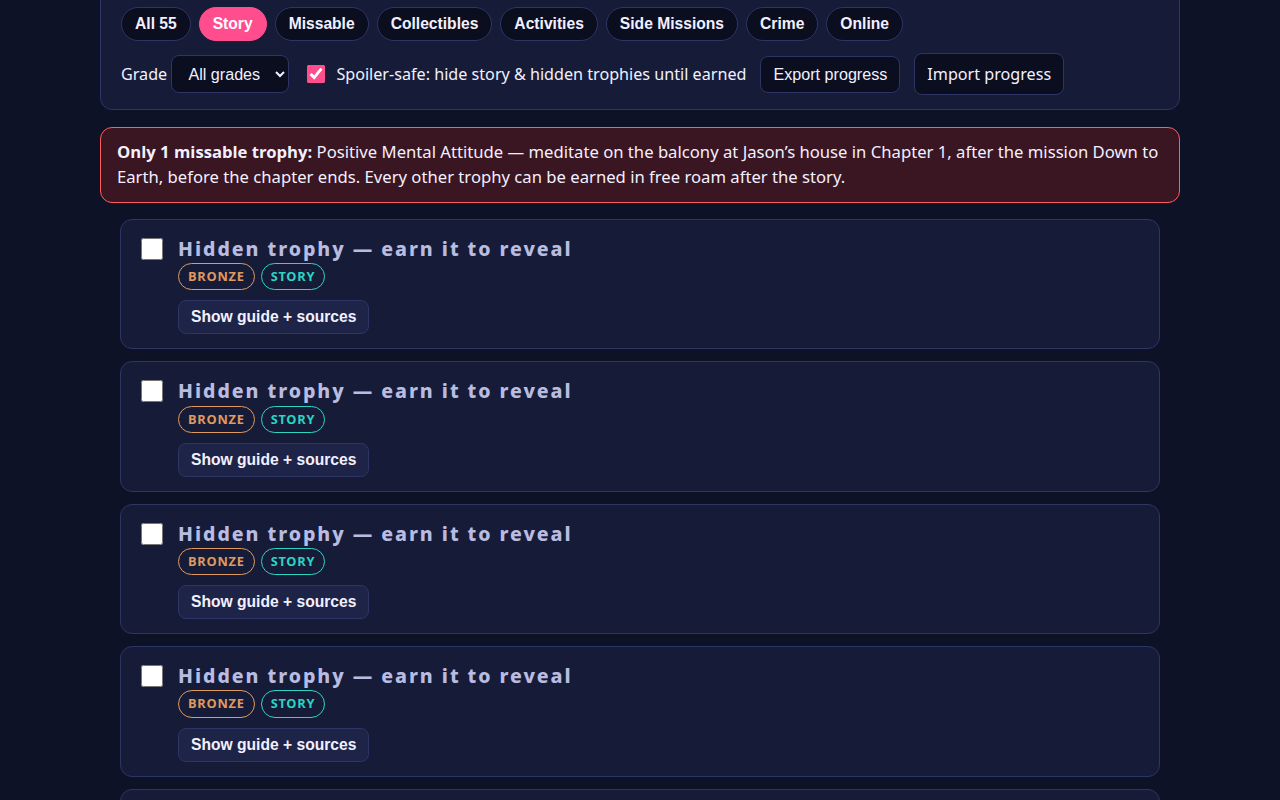 All 55 Story Missable Collectibles Activities Side Missions Crime Online
Grade All grades Spoiler-safe: hide story & hidden trophies until earned Export progress Import progress
Only 1 missable trophy: Positive Mental Attitude — meditate on the balcony at Jason’s house in Chapter 1, after the mission Down to
Earth, before the chapter ends. Every other trophy can be earned in free roam after the story.
Hidden trophy — earn it to reveal
BRONZE STORY
Show guide + sources
Hidden trophy — earn it to reveal
BRONZE STORY
Show guide + sources
Hidden trophy — earn it to reveal
BRONZE STORY
Show guide + sources
Hidden trophy — earn it to reveal
BRONZE STORY
Show guide + sources